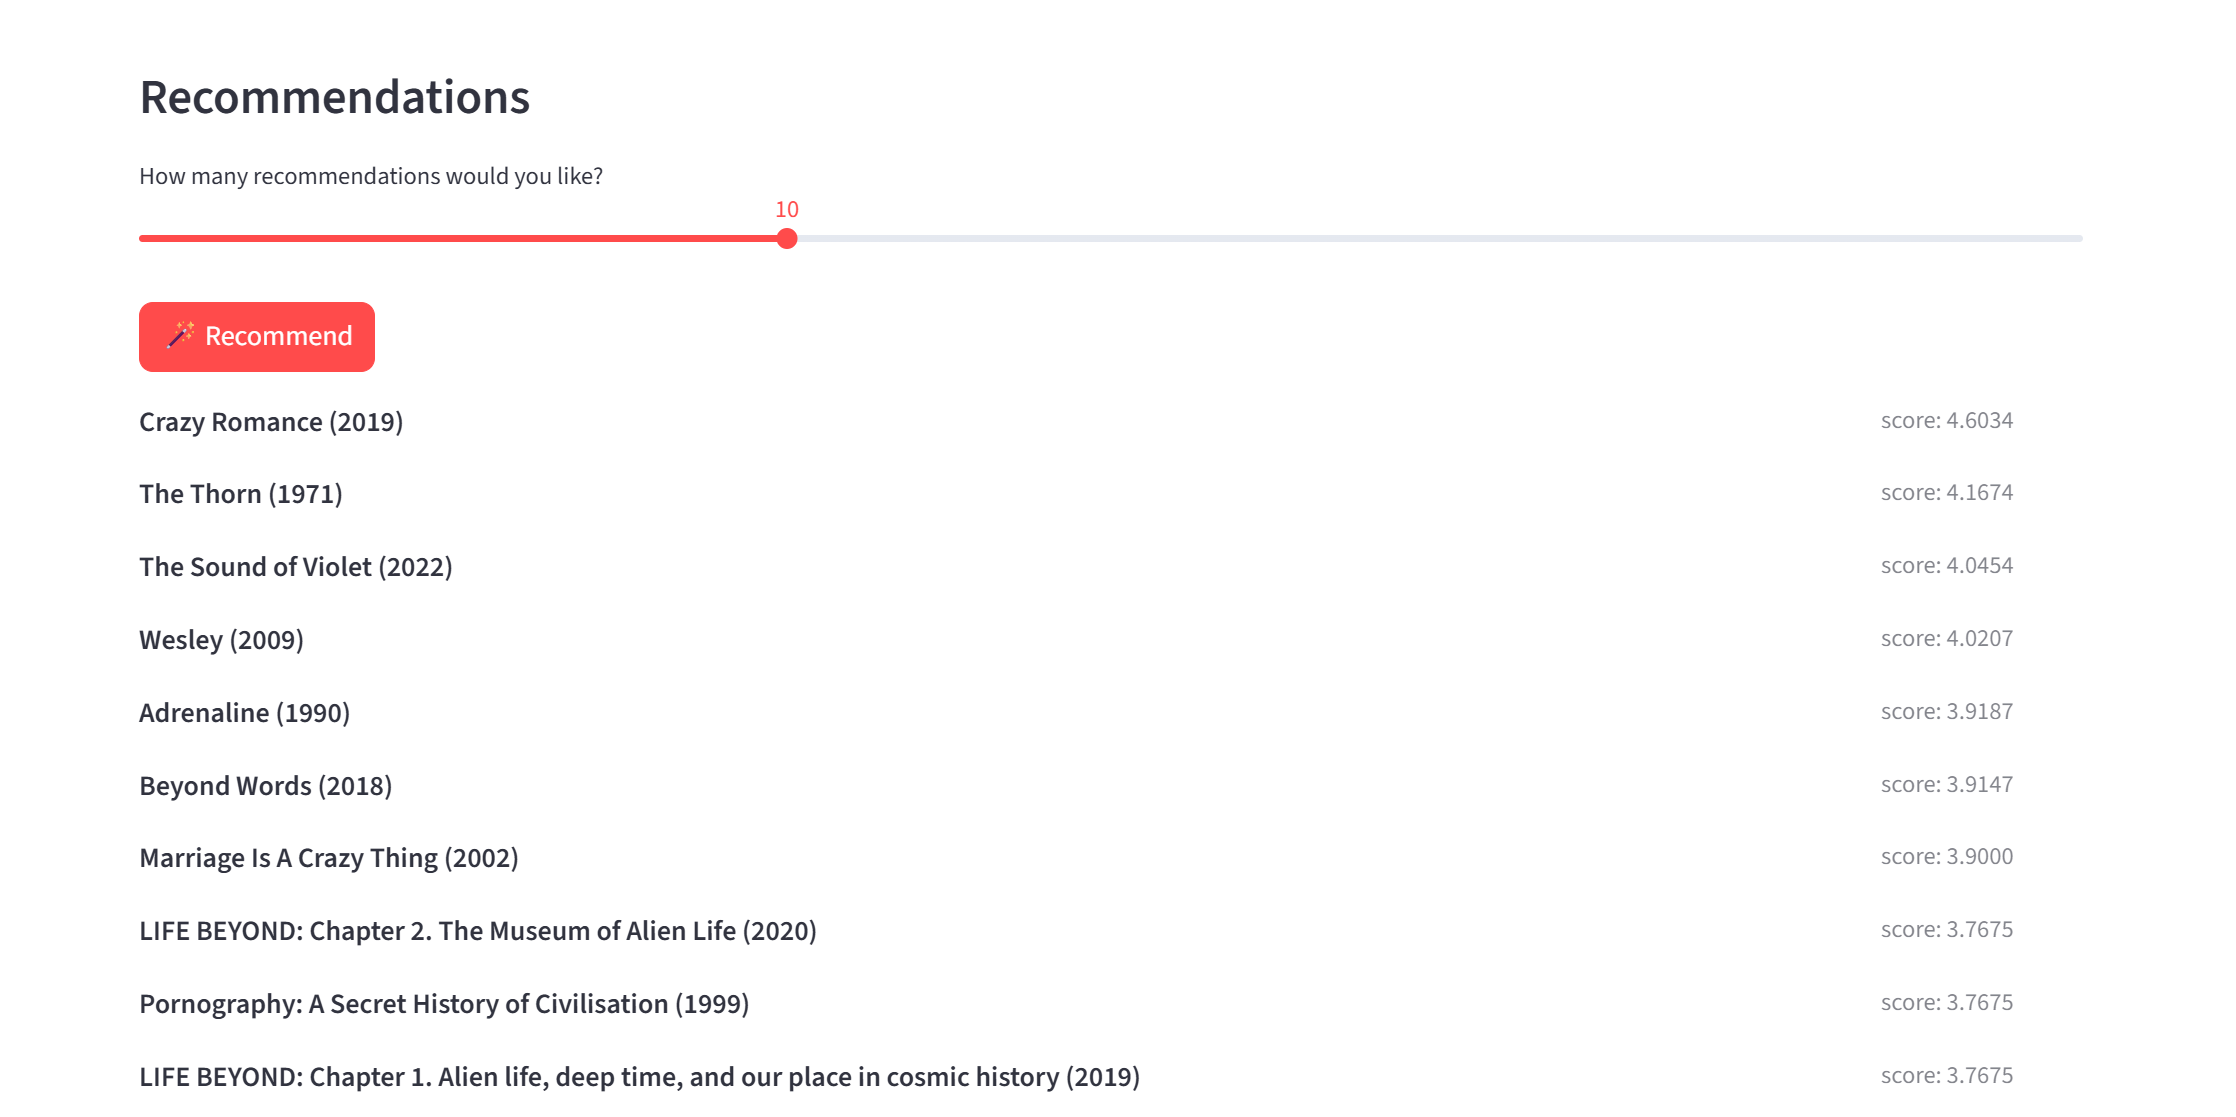 Recommendations
How many recommendations would you like?
10
🪄 Recommend
Crazy Romance (2019) score: 4.6034
The Thorn (1971) score: 4.1674
The Sound of Violet (2022) score: 4.0454
Wesley (2009) score: 4.0207
Adrenaline (1990) score: 3.9187
Beyond Words (2018) score: 3.9147
Marriage Is A Crazy Thing (2002) score: 3.9000
LIFE BEYOND: Chapter 2. The Museum of Alien Life (2020) score: 3.7675
Pornography: A Secret History of Civilisation (1999) score: 3.7675
LIFE BEYOND: Chapter 1. Alien life, deep time, and our place in cosmic history (2019) score: 3.7675